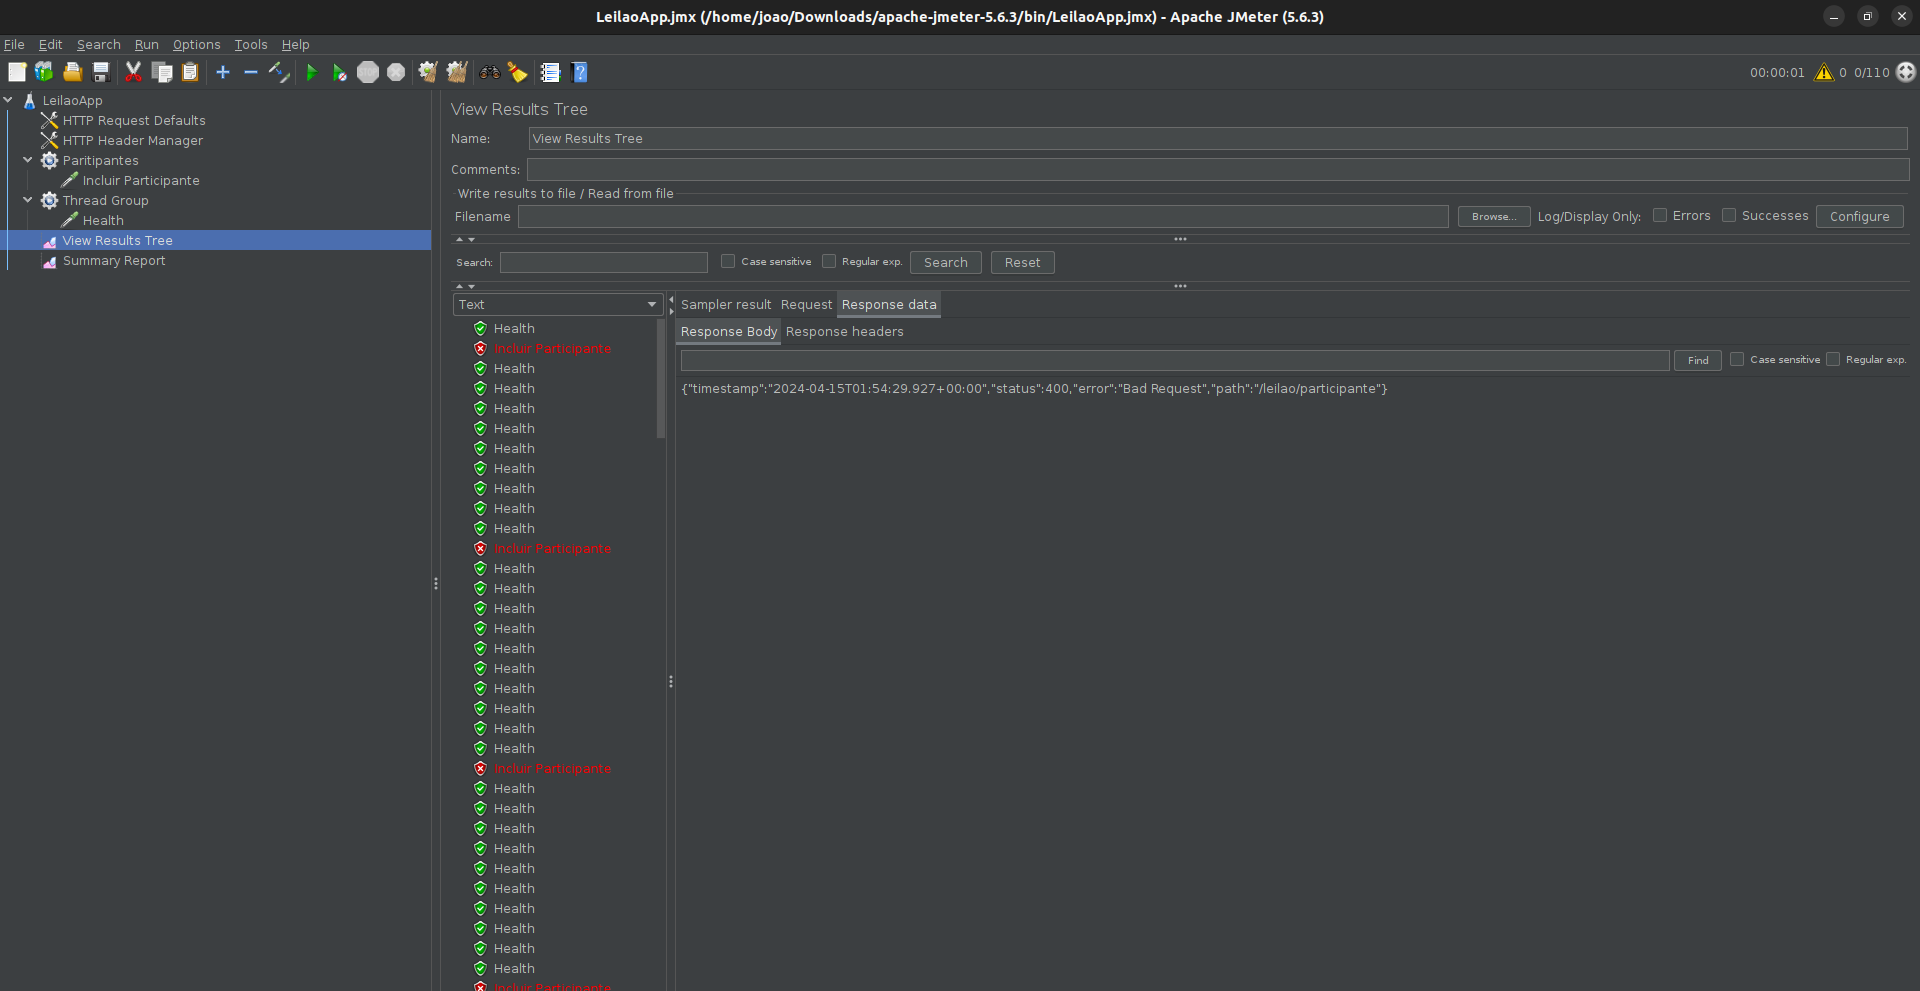 LeilaoApp.jmx (/home/joao/Downloads/apache-jmeter-5.6.3/bin/LeilaoApp.jmx) - Apache JMeter (5.6.3)
File Edit Search Run Options Tools Help
00:00:01 0 0/110
LeilaoApp
HTTP Request Defaults
HTTP Header Manager
Paritipantes
Incluir Participante
Thread Group
Health
View Results Tree
Summary Report
View Results Tree
Name: View Results Tree
Comments:
Write results to file / Read from file
Filename Browse... Log/Display Only: Errors Successes Configure
Search: Case sensitive Regular exp. Search Reset
Text
Health
Incluir Participante
Health
Health
Health
Health
Health
Health
Health
Health
Health
Incluir Participante
Health
Health
Health
Health
Health
Health
Health
Health
Health
Health
Incluir Participante
Health
Health
Health
Health
Health
Health
Health
Health
Health
Health
Incluir Participante
Sampler result Request Response data
Response Body Response headers
Find Case sensitive Regular exp.
{"timestamp":"2024-04-15T01:54:29.927+00:00","status":400,"error":"Bad Request","path":"/leilao/participante"}